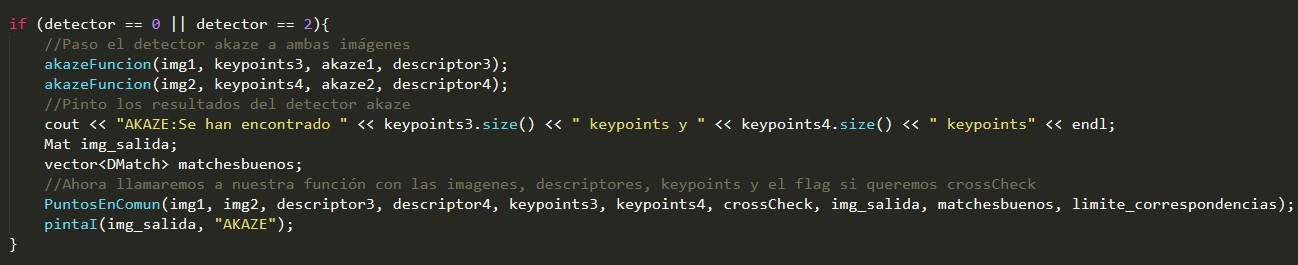 if (detector == 0 || detector == 2){
    //Paso el detector akaze a ambas imágenes
    akazeFuncion(img1, keypoints3, akaze1, descriptor3);
    akazeFuncion(img2, keypoints4, akaze2, descriptor4);
    //Pinto los resultados del detector akaze
    cout << "AKAZE:Se han encontrado " << keypoints3.size() << " keypoints y " << keypoints4.size() << " keypoints" << endl;
    Mat img_salida;
    vector<DMatch> matchesbuenos;
    //Ahora llamaremos a nuestra función con las imagenes, descriptores, keypoints y el flag si queremos crossCheck
    PuntosEnComun(img1, img2, descriptor3, descriptor4, keypoints3, keypoints4, crossCheck, img_salida, matchesbuenos, limite_correspondencias);
    pintaI(img_salida, "AKAZE");
}